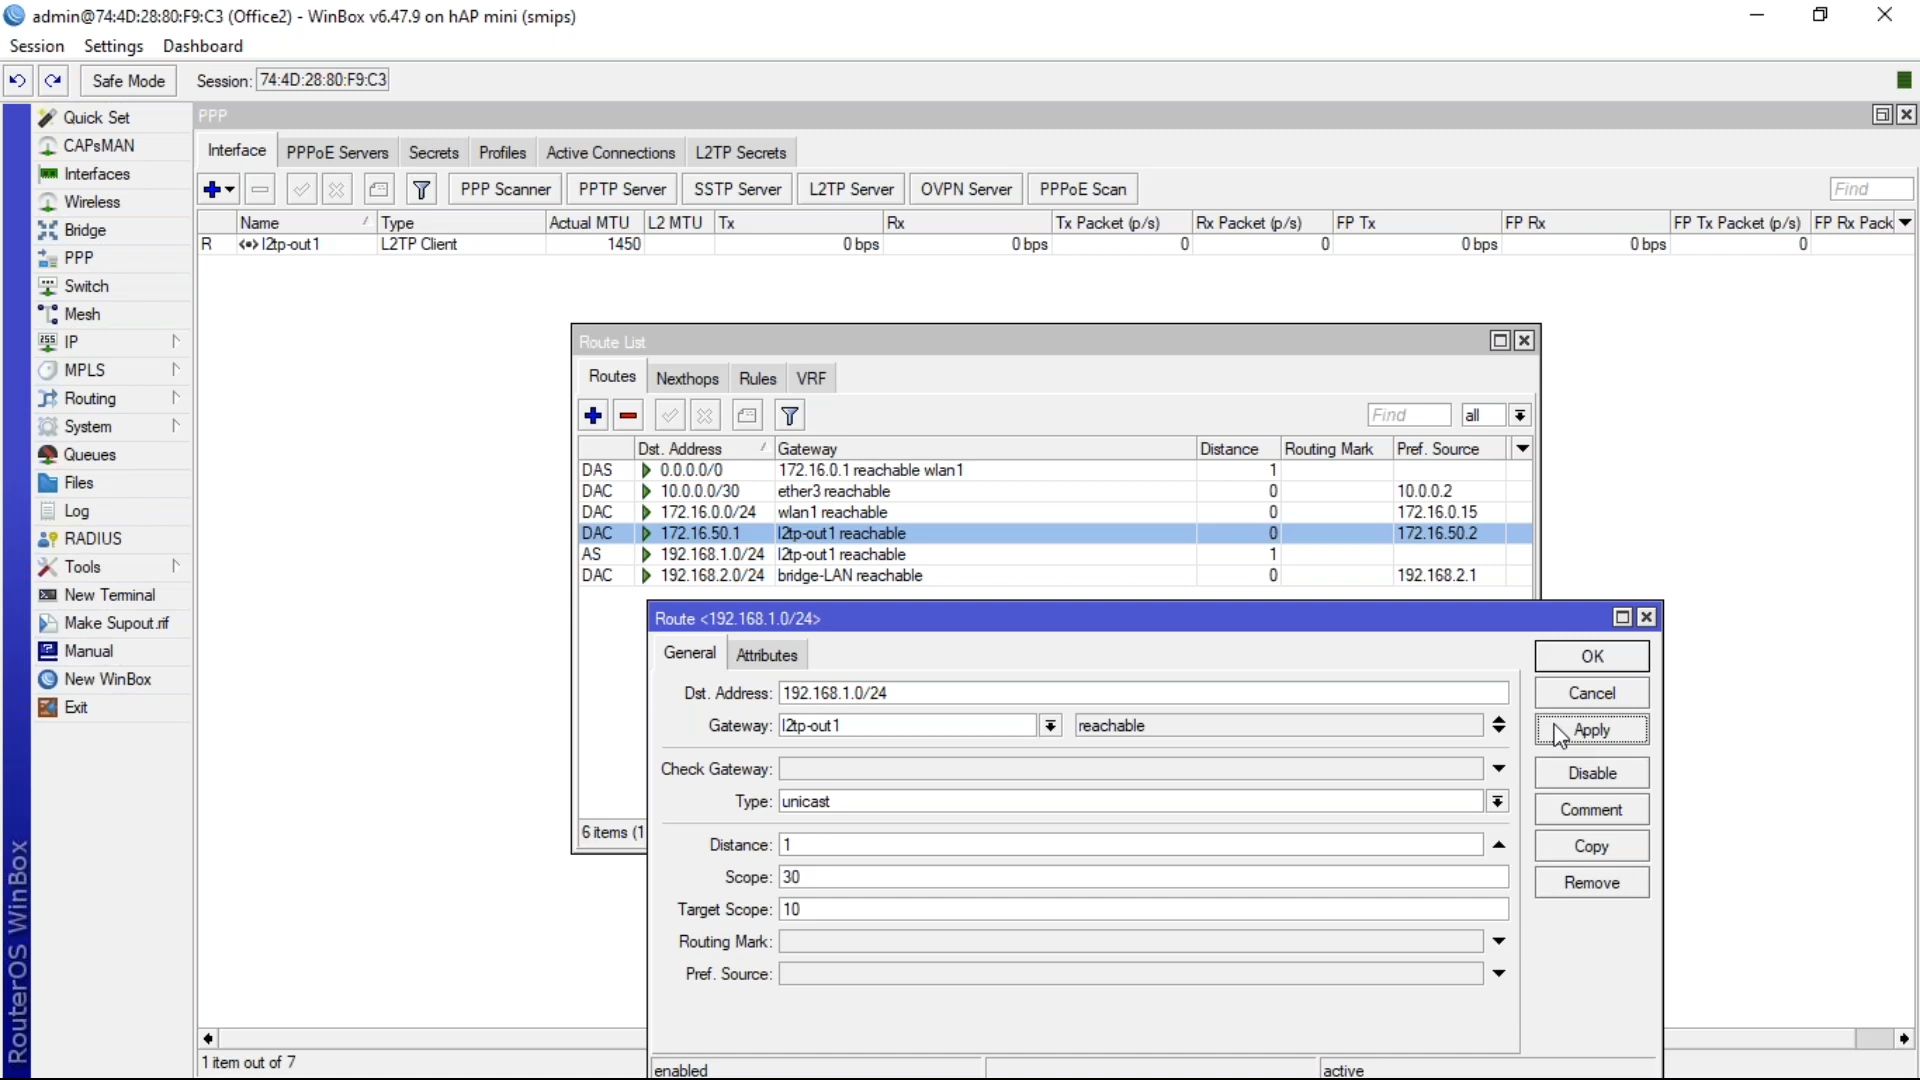 admin@74:4D:28:80:F9:C3 (Office2) - WinBox v6.47.9 on hAP mini (smips)
Session Settings Dashboard
Safe Mode Session: 74:4D:28:80:F9:C3
Quick Set
CAPsMAN
Interfaces
Wireless
Bridge
PPP
Switch
Mesh
IP
MPLS
Routing
System
Queues
Files
Log
RADIUS
Tools
New Terminal
Make Supout.rif
Manual
New WinBox
Exit
RouterOS WinBox
PPP
Interface PPPoE Servers Secrets Profiles Active Connections L2TP Secrets
PPP Scanner PPTP Server SSTP Server L2TP Server OVPN Server PPPoE Scan Find
Name Type Actual MTU L2 MTU Tx Rx Tx Packet (p/s) Rx Packet (p/s) FP Tx FP Rx FP Tx Packet (p/s) FP Rx Pack
R <•> l2tp-out1 L2TP Client 1450 0 bps 0 bps 0 0 0 bps 0 bps 0
Route List
Routes Nexthops Rules VRF
Find all
Dst. Address Gateway Distance Routing Mark Pref. Source
DAS 0.0.0.0/0 172.16.0.1 reachable wlan1 1
DAC 10.0.0.0/30 ether3 reachable 0 10.0.0.2
DAC 172.16.0.0/24 wlan1 reachable 0 172.16.0.15
DAC 172.16.50.1 l2tp-out1 reachable 0 172.16.50.2
AS 192.168.1.0/24 l2tp-out1 reachable 1
DAC 192.168.2.0/24 bridge-LAN reachable 0 192.168.2.1
6 items (1
Route <192.168.1.0/24>
General Attributes
Dst. Address: 192.168.1.0/24
Gateway: l2tp-out1 reachable
Check Gateway:
Type: unicast
Distance: 1
Scope: 30
Target Scope: 10
Routing Mark:
Pref. Source:
OK
Cancel
Apply
Disable
Comment
Copy
Remove
enabled active
1 item out of 7